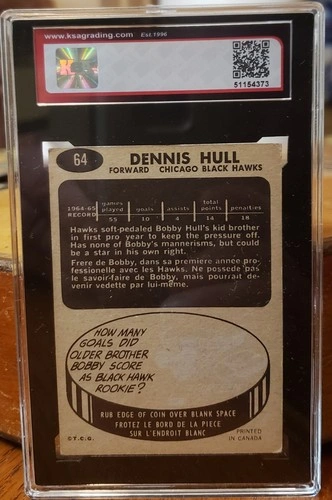 www.ksagrading.com Est.1996
51154373
64
DENNIS HULL
FORWARD CHICAGO BLACK HAWKS
1964-65 RECORD games played goals assists total points penalties
55 10 4 14 18
Hawks soft-pedaled Bobby Hull's kid brother
in first pro year to keep the pressure off.
Has none of Bobby's mannerisms, but could
be a star in his own right.
Frere de Bobby, dans sa premiere année pro-
fessionelle avec les Hawks. Ne possede pas
le savoir-faire de Bobby, mais pourrait de-
venir vedette par lui-même.
HOW MANY
GOALS DID
OLDER BROTHER
BOBBY SCORE
AS BLACK HAWK
ROOKIE?
RUB EDGE OF COIN OVER BLANK SPACE
FROTEZ LE BORD DE LA PIECE
SUR L'ENDROIT BLANC
©T.C.G.
PRINTED
IN CANADA